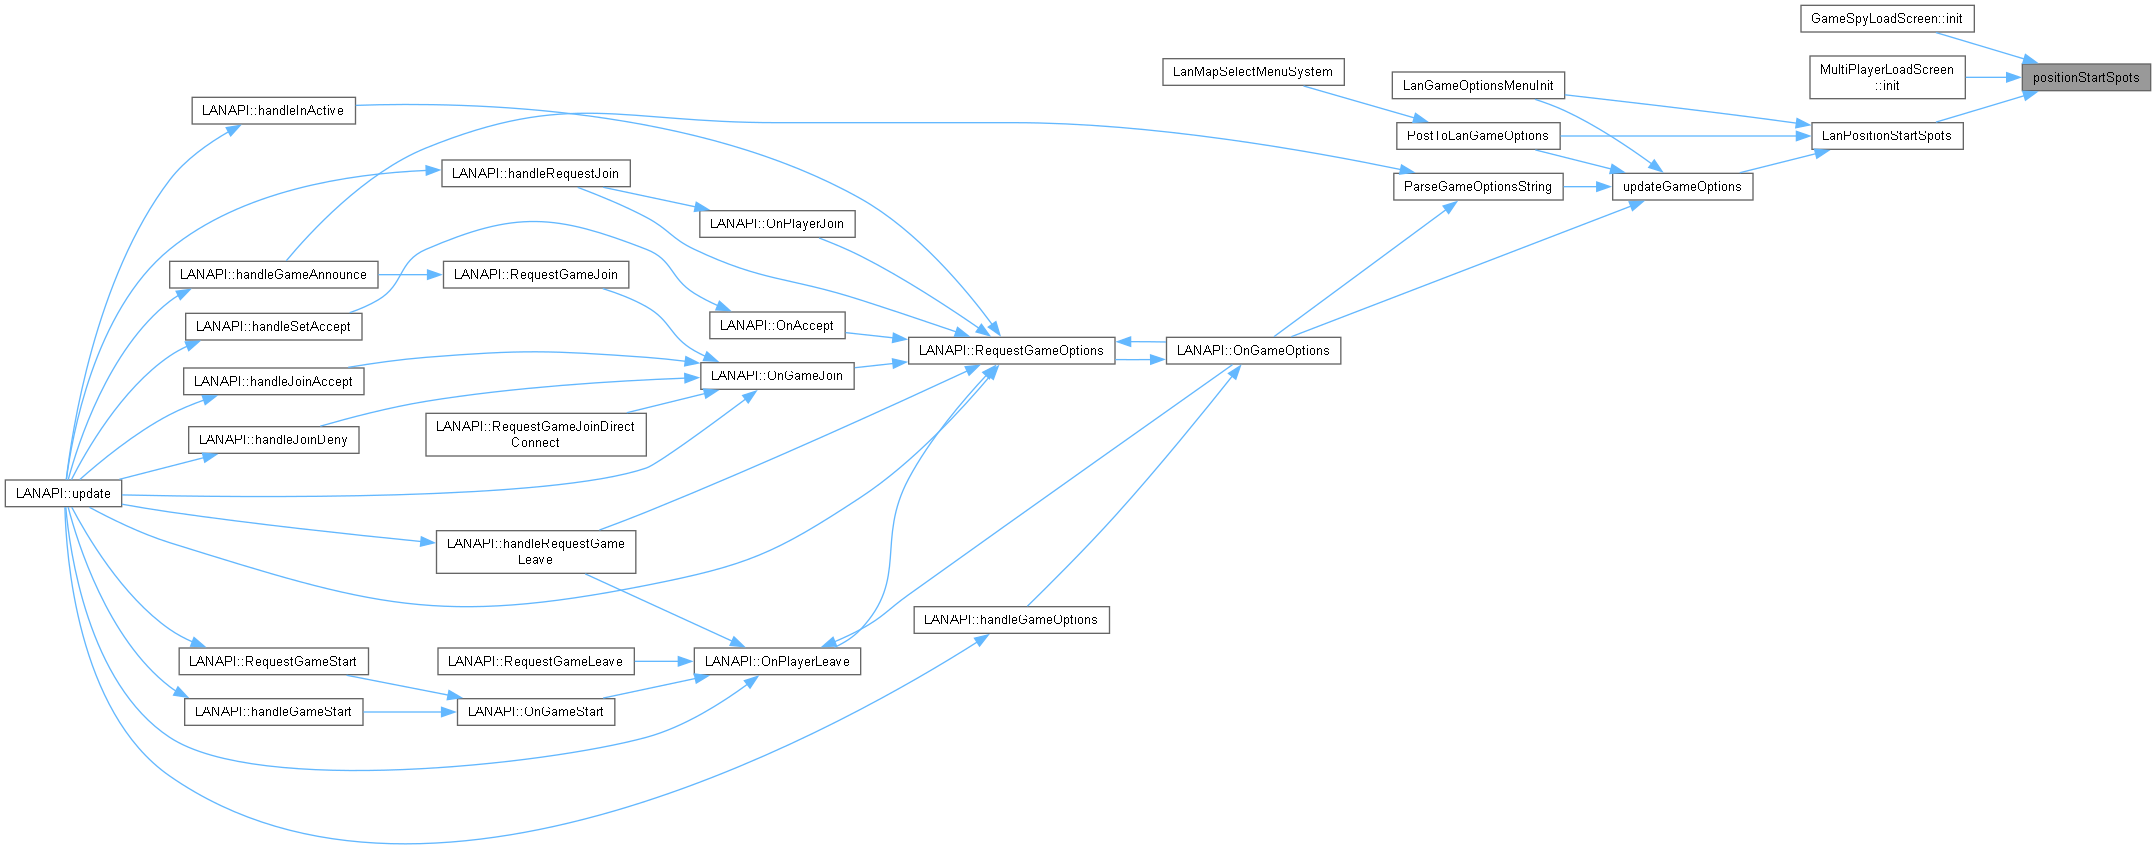 GameSpyLoadScreen::init
MultiPlayerLoadScreen
::init
positionStartSpots
LanMapSelectMenuSystem
LanGameOptionsMenuInit
LANAPI::handleInActive
PostToLanGameOptions
LanPositionStartSpots
LANAPI::handleRequestJoin
ParseGameOptionsString
updateGameOptions
LANAPI::OnPlayerJoin
LANAPI::handleGameAnnounce
LANAPI::RequestGameJoin
LANAPI::handleSetAccept
LANAPI::OnAccept
LANAPI::RequestGameOptions
LANAPI::OnGameOptions
LANAPI::handleJoinAccept
LANAPI::OnGameJoin
LANAPI::RequestGameJoinDirect
Connect
LANAPI::handleJoinDeny
LANAPI::update
LANAPI::handleRequestGame
Leave
LANAPI::handleGameOptions
LANAPI::RequestGameStart
LANAPI::RequestGameLeave
LANAPI::OnPlayerLeave
LANAPI::handleGameStart
LANAPI::OnGameStart